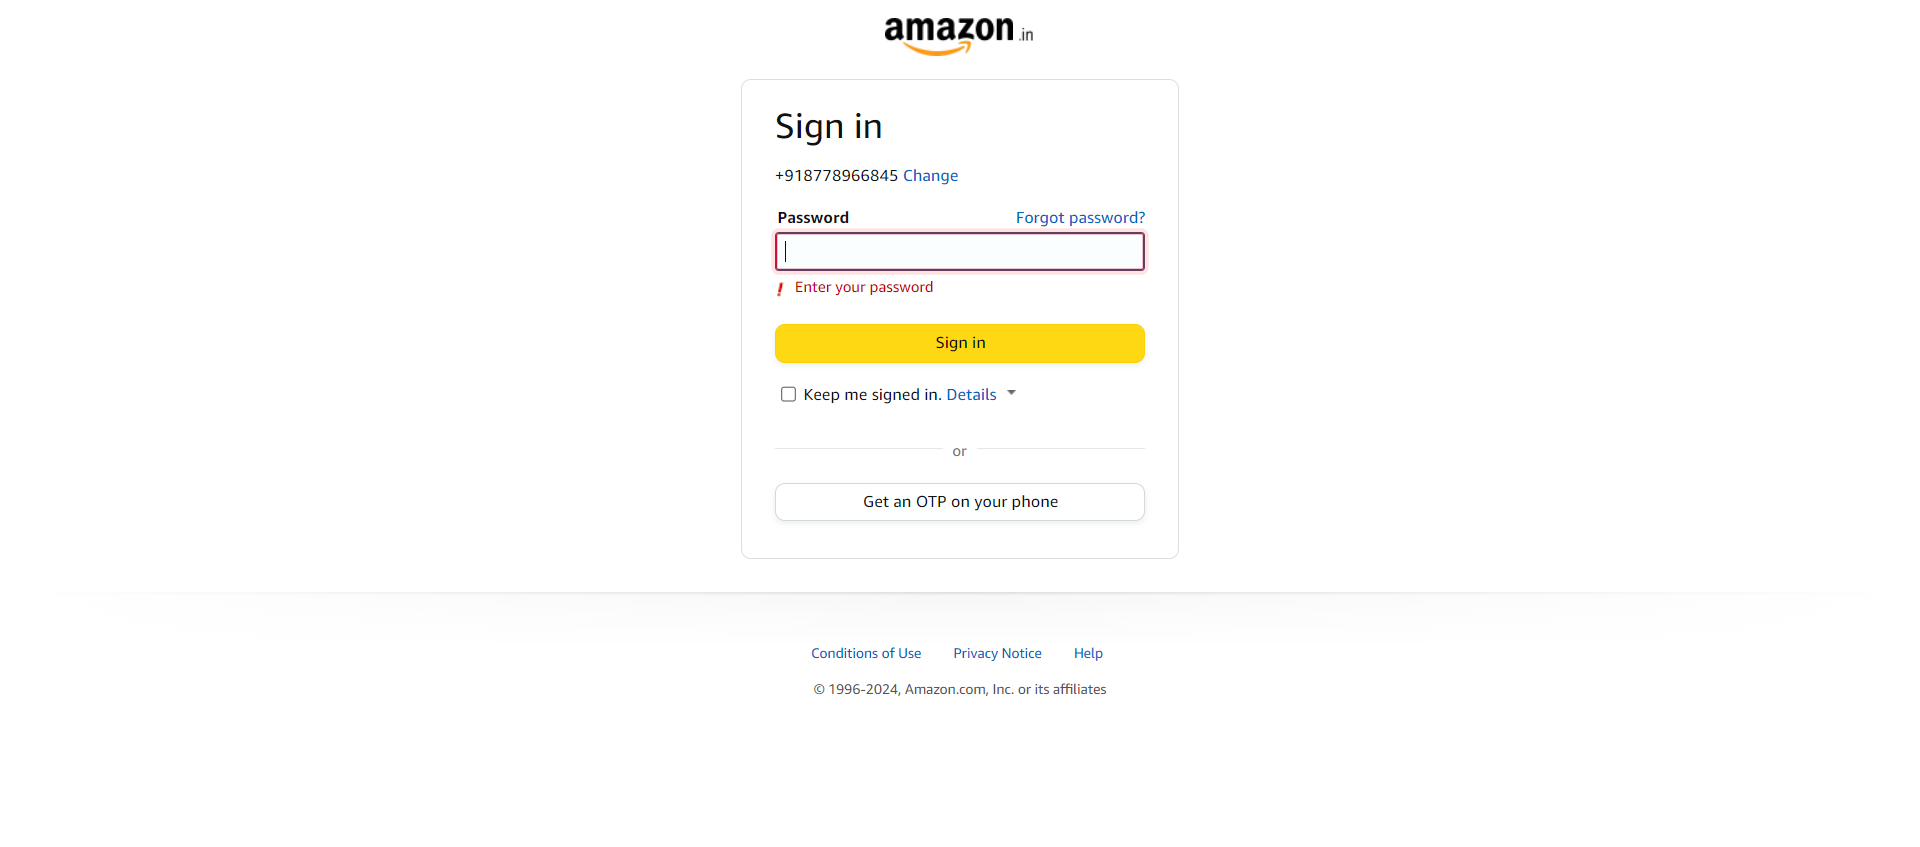 amazon.in
Sign in
+918778966845 Change
Password Forgot password?
Enter your password
Sign in
Keep me signed in. Details
or
Get an OTP on your phone
Conditions of Use Privacy Notice Help
© 1996-2024, Amazon.com, Inc. or its affiliates